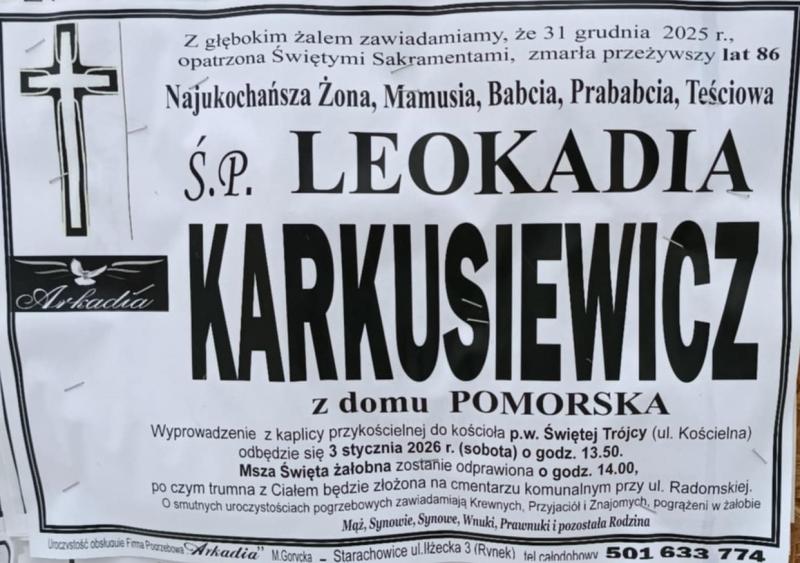 Z głębokim żalem zawiadamiamy, że 31 grudnia 2025 r.,
opatrzona Świętymi Sakramentami, zmarła przeżywszy lat 86
Najukochańsza Żona, Mamusia, Babcia, Prababcia, Teściowa
Ś.P. LEOKADIA
KARKUSIEWICZ
Arkadia
z domu POMORSKA
Wyprowadzenie z kaplicy przykościelnej do kościoła p.w. Świętej Trójcy (ul. Kościelna)
odbędzie się 3 stycznia 2026 r. (sobota) o godz. 13.50.
Msza Święta żałobna zostanie odprawiona o godz. 14.00,
po czym trumna z Ciałem będzie złożona na cmentarzu komunalnym przy ul. Radomskiej.
O smutnych uroczystościach pogrzebowych zawiadamiają Krewnych, Przyjaciół i Znajomych, pogrążeni w żałobie
Mąż, Synowie, Synowe, Wnuki, Prawnuki i pozostała Rodzina
Uroczystość obsługuje Firma Pogrzebowa "Arkadia" M.Gorycka - Starachowice ul.Iłżecka 3 (Rynek) tel całodobowy 501 633 774